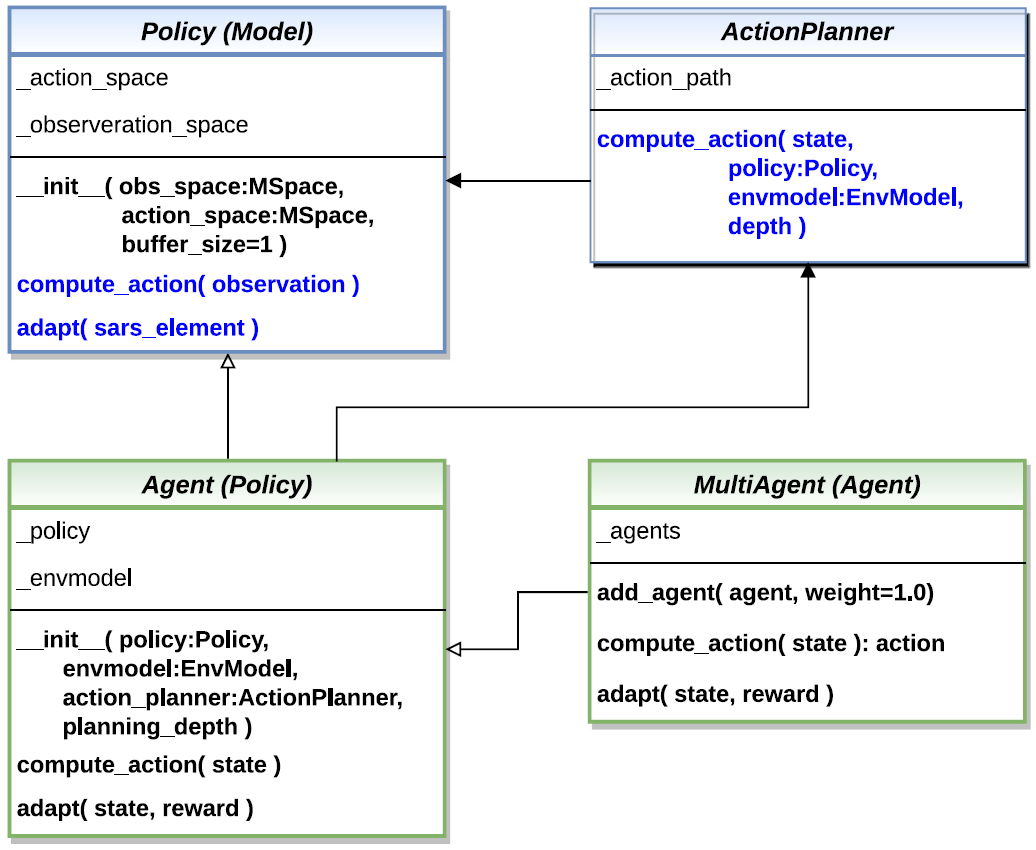 Policy (Model)
_action_space
_observeration_space
__init__( obs_space:MSpace,
action_space:MSpace,
buffer_size=1 )
compute_action( observation )
adapt( sars_element )
ActionPlanner
_action_path
compute_action( state,
policy:Policy,
envmodel:EnvModel,
depth )
Agent (Policy)
_policy
_envmodel
__init__( policy:Policy,
envmodel:EnvModel,
action_planner:ActionPlanner,
planning_depth )
compute_action( state )
adapt( state, reward )
MultiAgent (Agent)
_agents
add_agent( agent, weight=1.0)
compute_action( state ): action
adapt( state, reward )